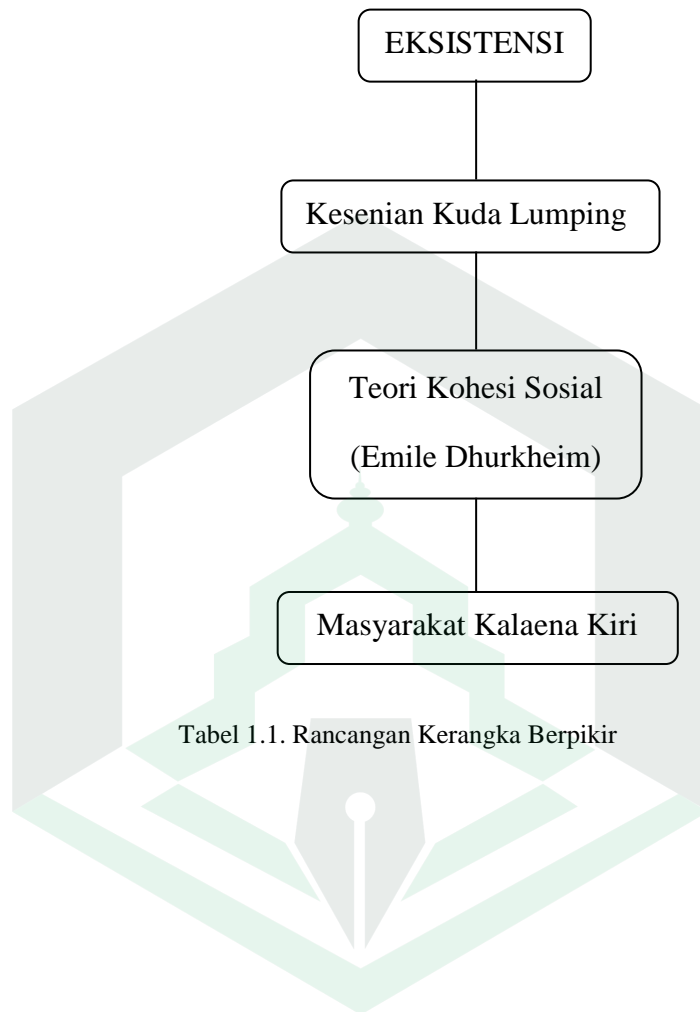 EKSISTENSI
Kesenian Kuda Lumping
Teori Kohesi Sosial
(Emile Dhurkheim)
Masyarakat Kalaena Kiri
Tabel 1.1. Rancangan Kerangka Berpikir